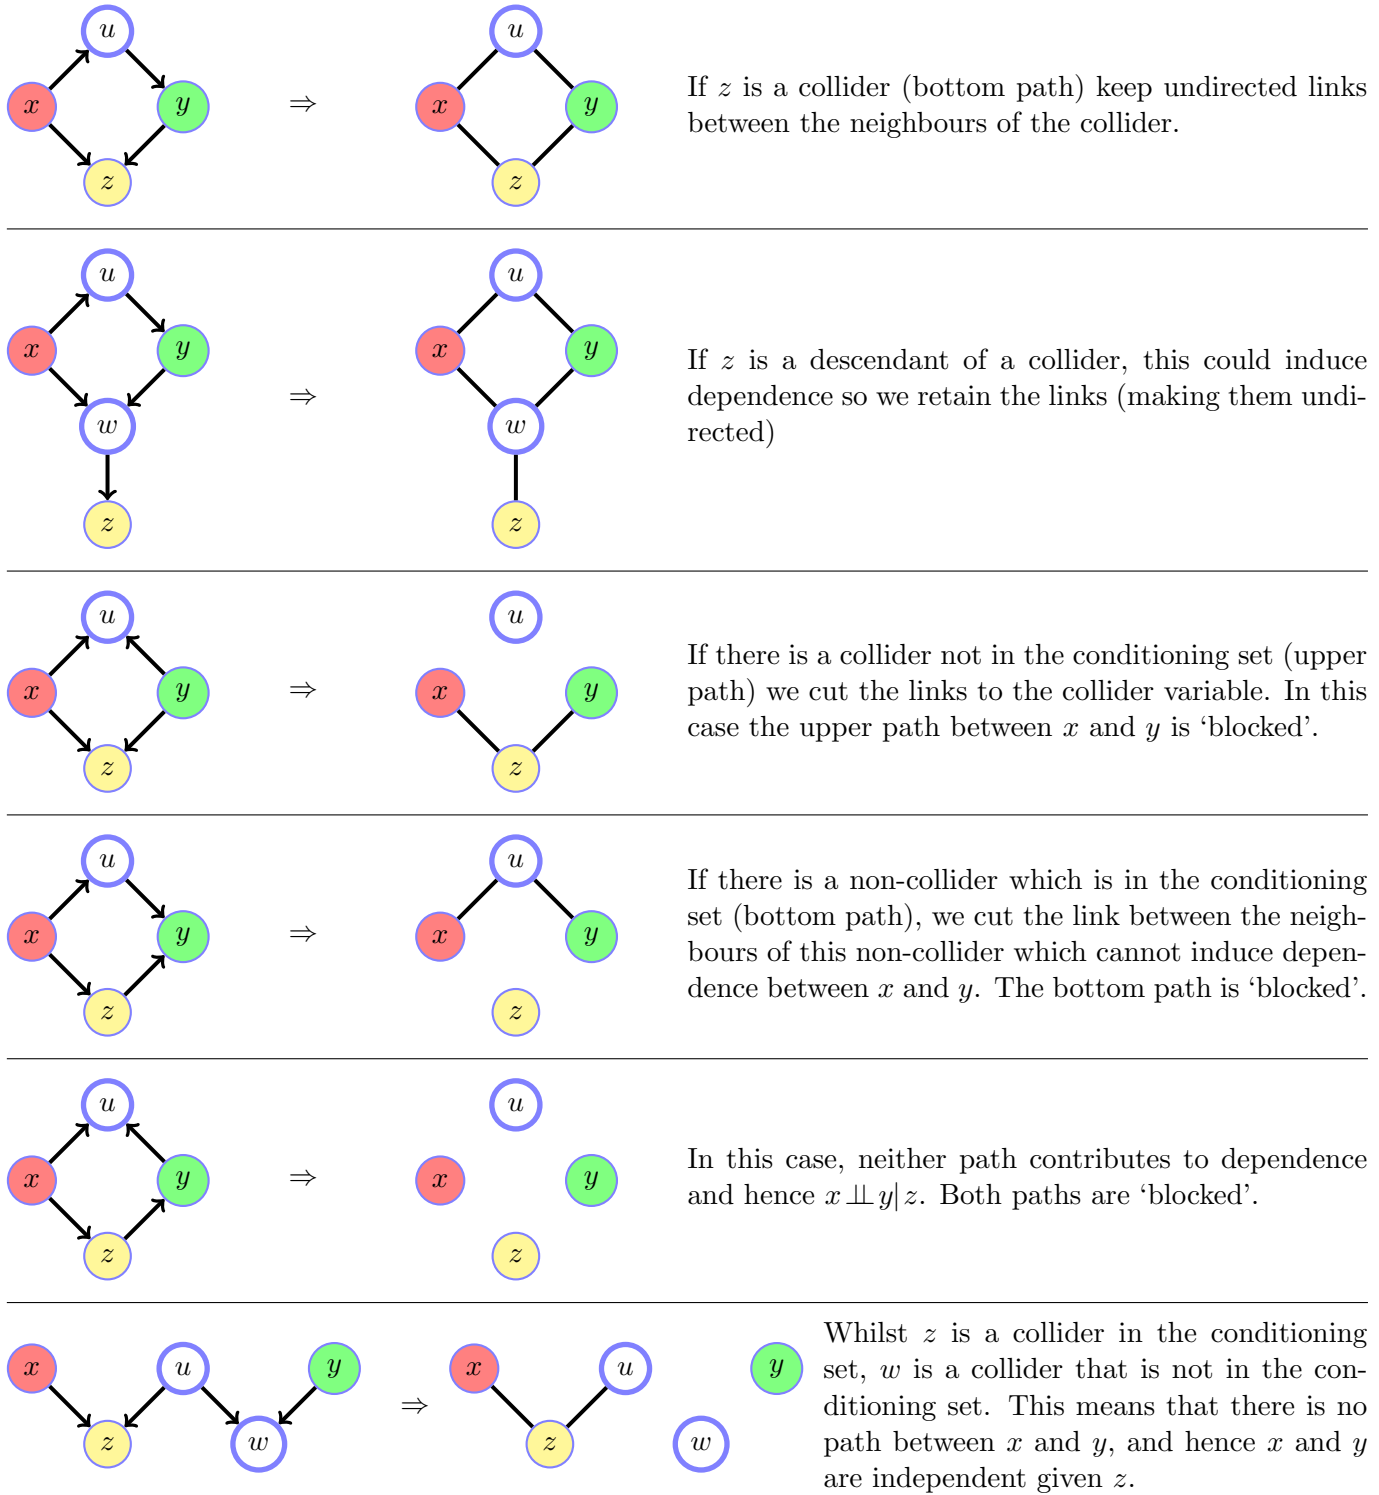 u
x y ⇒ x y
z z
u
If z is a collider (bottom path) keep undirected links
between the neighbours of the collider.
u u
x y x y
⇒
w w
z z
If z is a descendant of a collider, this could induce
dependence so we retain the links (making them undi-
rected)
u u
x y ⇒ x y
z z
If there is a collider not in the conditioning set (upper
path) we cut the links to the collider variable. In this
case the upper path between x and y is ‘blocked’.
u u
x y ⇒ x y
z z
If there is a non-collider which is in the conditioning
set (bottom path), we cut the link between the neigh-
bours of this non-collider which cannot induce depen-
dence between x and y. The bottom path is ‘blocked’.
u u
x y ⇒ x y
z z
In this case, neither path contributes to dependence
and hence x ⫫ y| z. Both paths are ‘blocked’.
x u y ⇒ x u y
z w z w
Whilst z is a collider in the conditioning
set, w is a collider that is not in the con-
ditioning set. This means that there is no
path between x and y, and hence x and y
are independent given z.